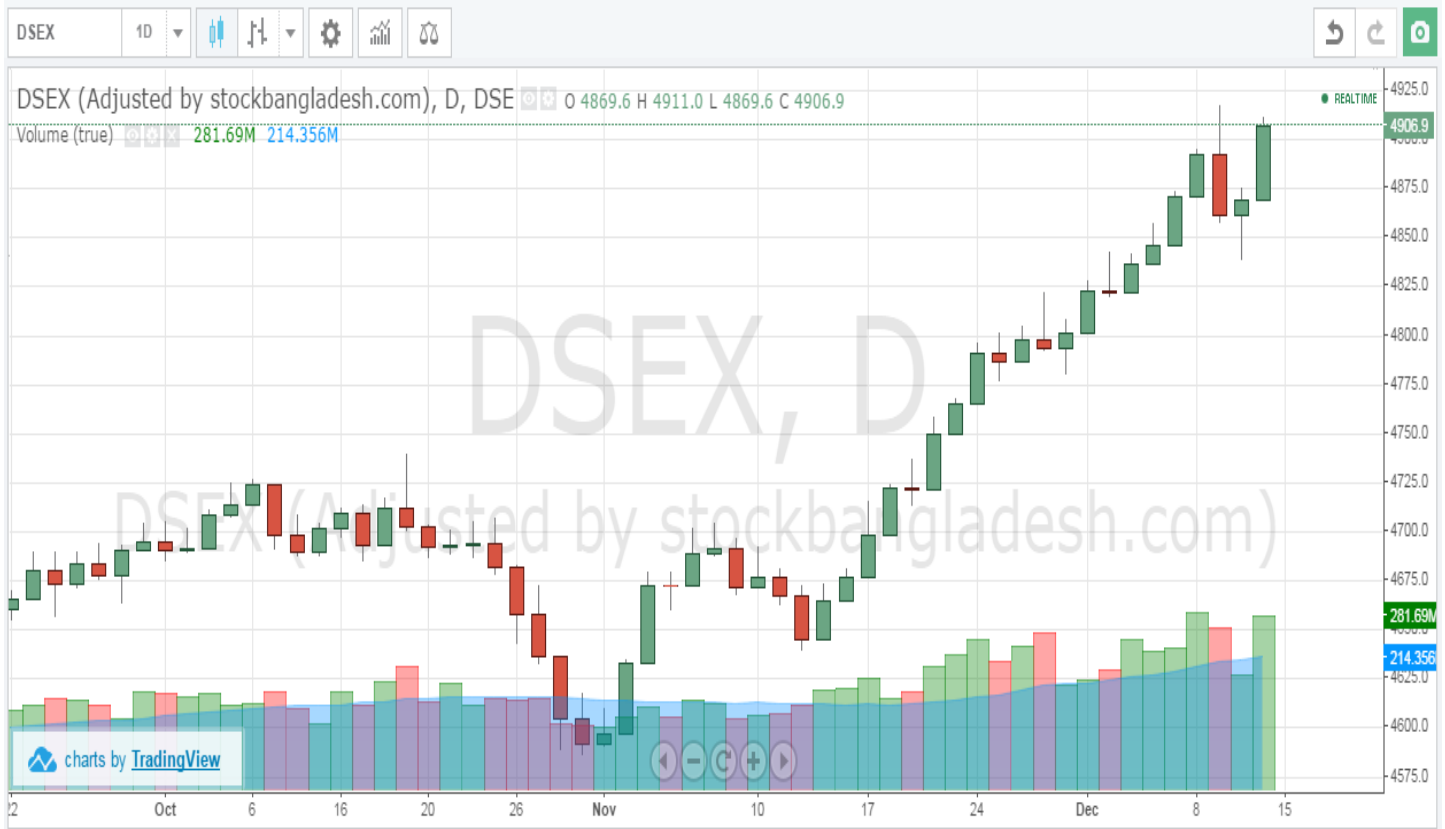 DSEX 1D
DSEX (Adjusted by stockbangladesh.com), D, DSE O 4869.6 H 4911.0 L 4869.6 C 4906.9
REALTIME
Volume (true) 281.69M 214.356M
DSEX, D
DSEX (Adjusted by stockbangladesh.com)
4925.0
4906.9
4875.0
4850.0
4825.0
4800.0
4775.0
4750.0
4725.0
4700.0
4675.0
281.69M
214.356
4625.0
4600.0
4575.0
charts by TradingView
Oct 6 16 20 26 Nov 10 17 24 Dec 8 15